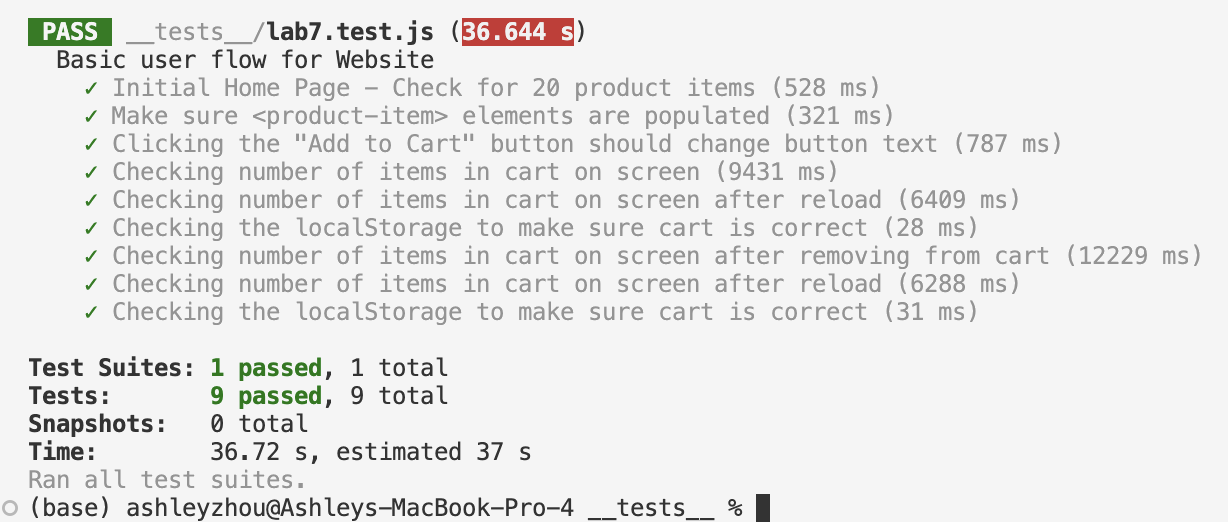 PASS __tests__/lab7.test.js (36.644 s)
Basic user flow for Website
✓ Initial Home Page – Check for 20 product items (528 ms)
✓ Make sure <product-item> elements are populated (321 ms)
✓ Clicking the "Add to Cart" button should change button text (787 ms)
✓ Checking number of items in cart on screen (9431 ms)
✓ Checking number of items in cart on screen after reload (6409 ms)
✓ Checking the localStorage to make sure cart is correct (28 ms)
✓ Checking number of items in cart on screen after removing from cart (12229 ms)
✓ Checking number of items in cart on screen after reload (6288 ms)
✓ Checking the localStorage to make sure cart is correct (31 ms)
Test Suites: 1 passed, 1 total
Tests: 9 passed, 9 total
Snapshots: 0 total
Time: 36.72 s, estimated 37 s
Ran all test suites.
(base) ashleyzhou@Ashleys-MacBook-Pro-4 __tests__ %